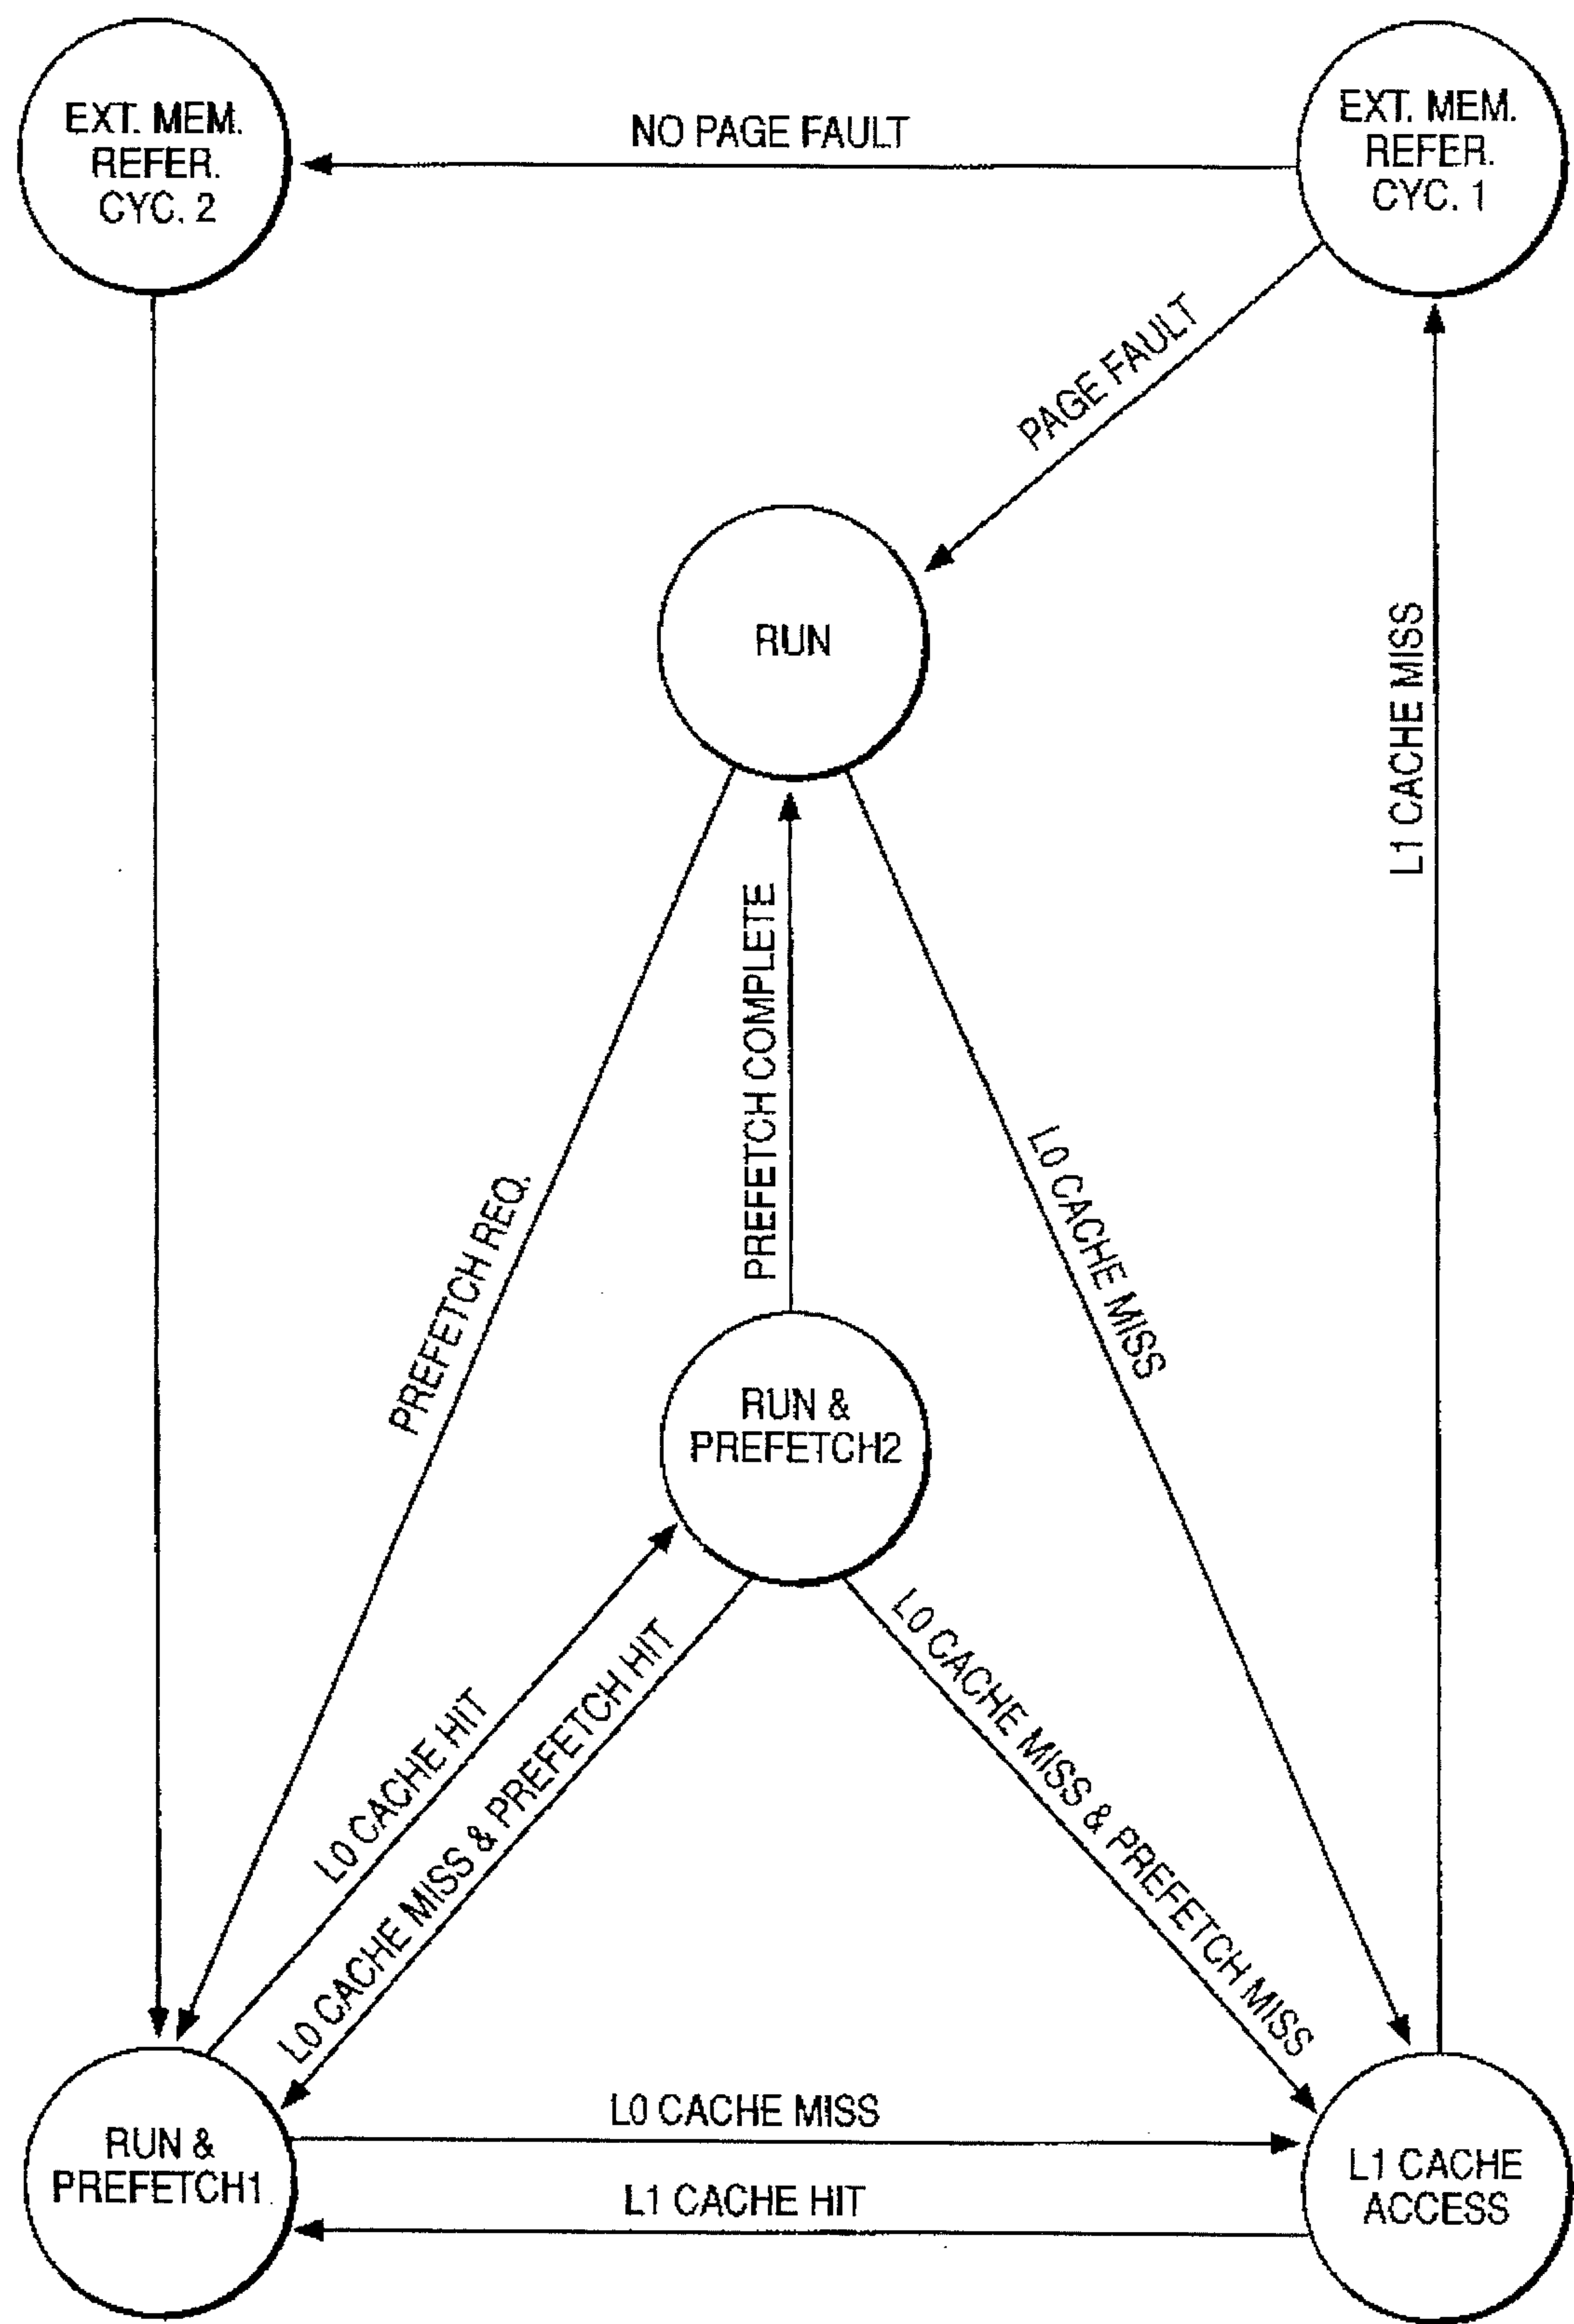 EXT. MEM.
REFER.
CYC. 2
NO PAGE FAULT
EXT. MEM.
REFER.
CYC. 1
PAGE FAULT
RUN
L1 CACHE MISS
PREFETCH COMPLETE
PREFETCH REQ.
L0 CACHE MISS
RUN &
PREFETCH2
L0 CACHE HIT
L0 CACHE MISS & PREFETCH HIT
L0 CACHE MISS & PREFETCH MISS
RUN &
PREFETCH1
L0 CACHE MISS
L1 CACHE HIT
L1 CACHE
ACCESS